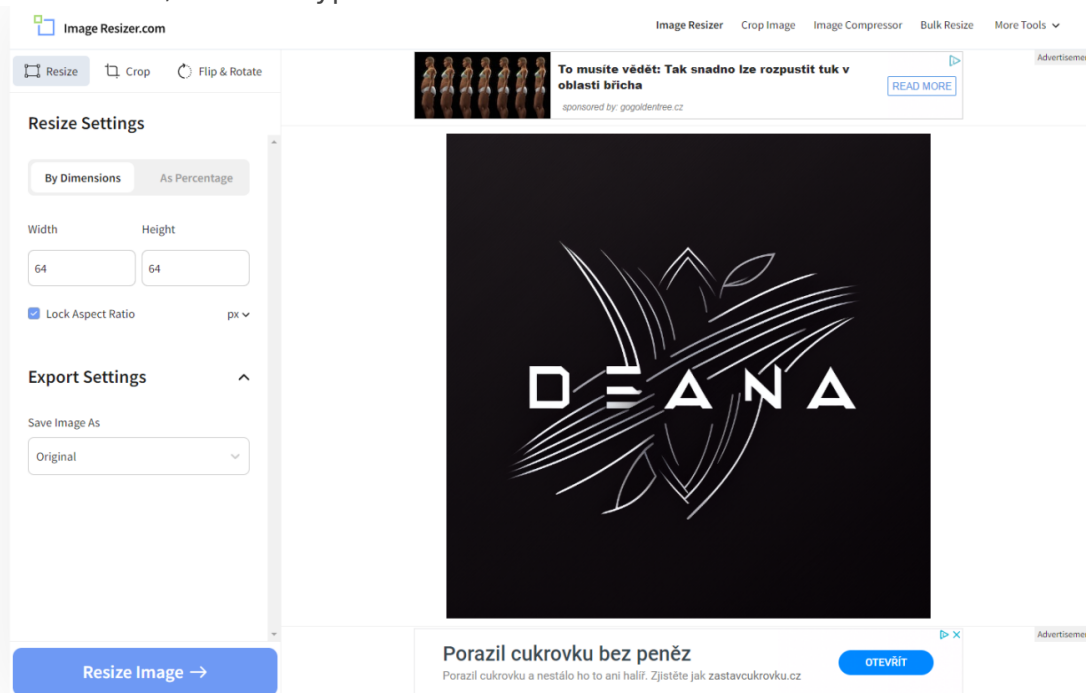 Image Resizer.com
Image Resizer Crop Image Image Compressor Bulk Resize More Tools
Resize Crop Flip & Rotate
Advertiseme
To musíte vědět: Tak snadno lze rozpustit tuk v
oblasti břicha
sponsored by: gogoldentree.cz
READ MORE
Resize Settings
By Dimensions As Percentage
Width Height
64 64
Lock Aspect Ratio px
Export Settings
Save Image As
Original
Resize Image →
DEANA
Porazil cukrovku bez peněz
Porazil cukrovku a nestálo ho to ani halíř. Zjistěte jak zastavcukrovku.cz
OTEVŘÍT
Advertiseme